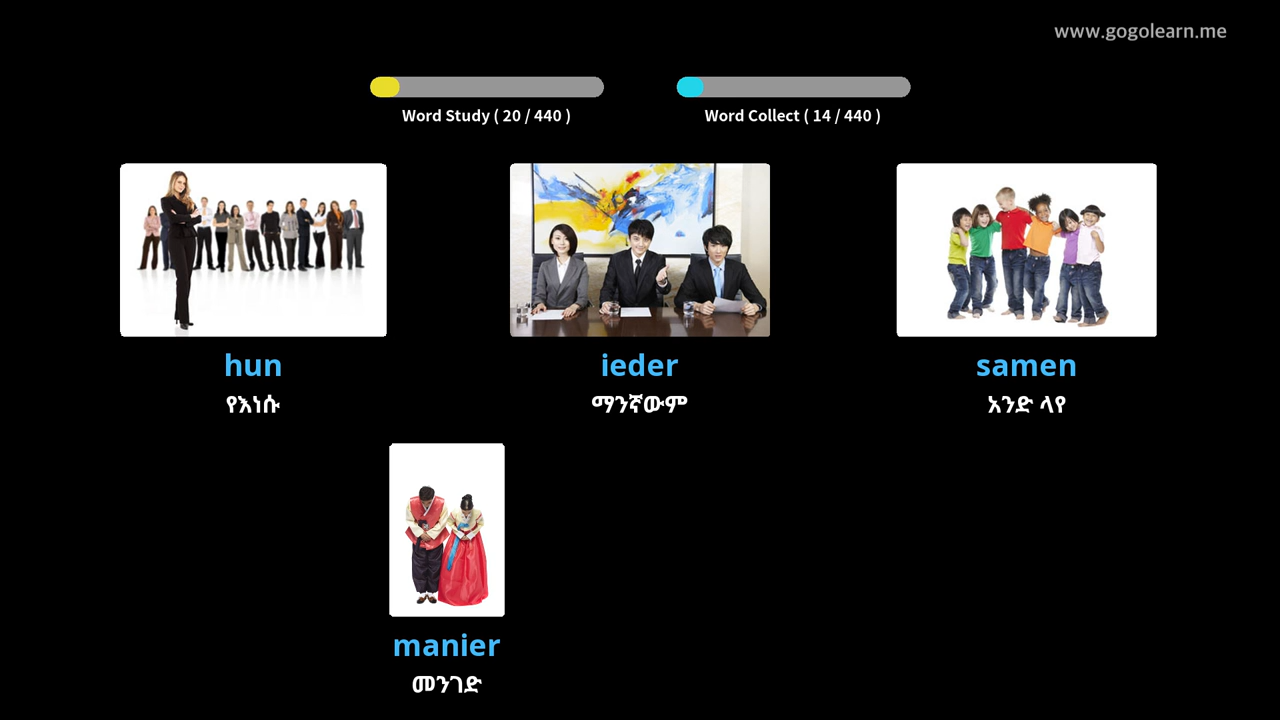 www.gogolearn.me
Word Study ( 20 / 440 )
Word Collect ( 14 / 440 )
hun
ieder
samen
የእነሱ
ማንኛውም
አንድ ላየ
manier
መንገድ